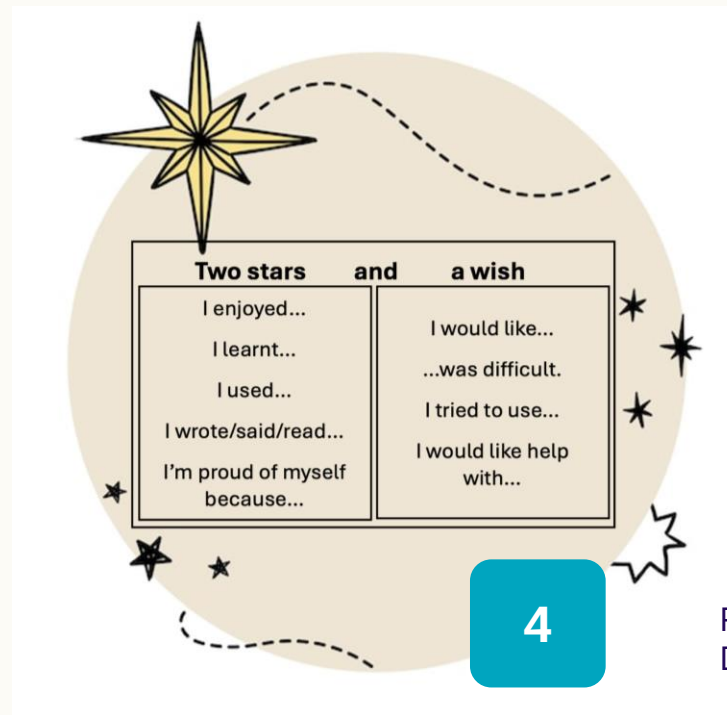 Two stars and a wish
I enjoyed...
I learnt...
I used...
I wrote/said/read...
I'm proud of myself
because...
I would like...
...was difficult.
I tried to use...
I would like help
with...
4